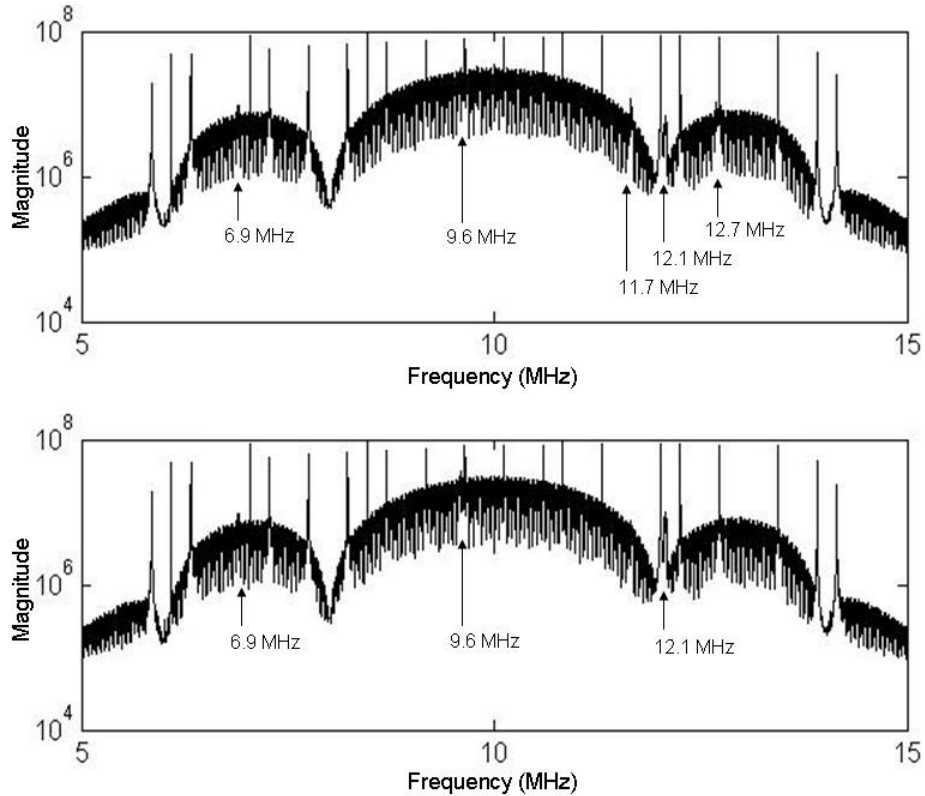 10^8
10^6
10^4
Magnitude
6.9 MHz
9.6 MHz
12.7 MHz
12.1 MHz
11.7 MHz
5
10
15
Frequency (MHz)
10^8
10^6
10^4
Magnitude
6.9 MHz
9.6 MHz
12.1 MHz
5
10
15
Frequency (MHz)